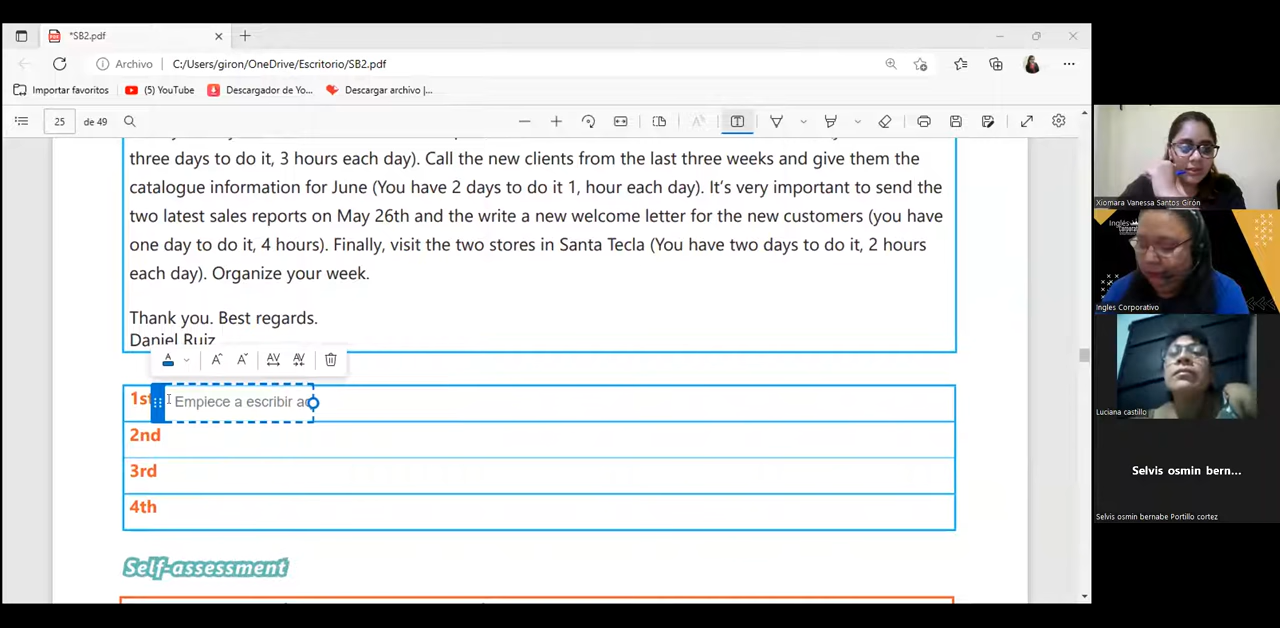 *SB2.pdf
Archivo
C:/Users/giron/OneDrive/Escritorio/SB2.pdf
Importar favoritos
(5) YouTube
Descargador de Yo...
Descargar archivo |...
25
de 49
three days to do it, 3 hours each day). Call the new clients from the last three weeks and give them the
catalogue information for June (You have 2 days to do it 1, hour each day). It's very important to send the
two latest sales reports on May 26th and the write a new welcome letter for the new customers (you have
one day to do it, 4 hours). Finally, visit the two stores in Santa Tecla (You have two days to do it, 2 hours
each day). Organize your week.
Thank you. Best regards.
Daniel Ruiz
1st
Empiece a escribir
2nd
3rd
4th
Self-assessment
Xiomara Vanessa Santos Girón
Inglés
Ingles Corporativo
Luciana castillo
Selvis osmin bern...
Selvis osmin bernabe Portillo cortez